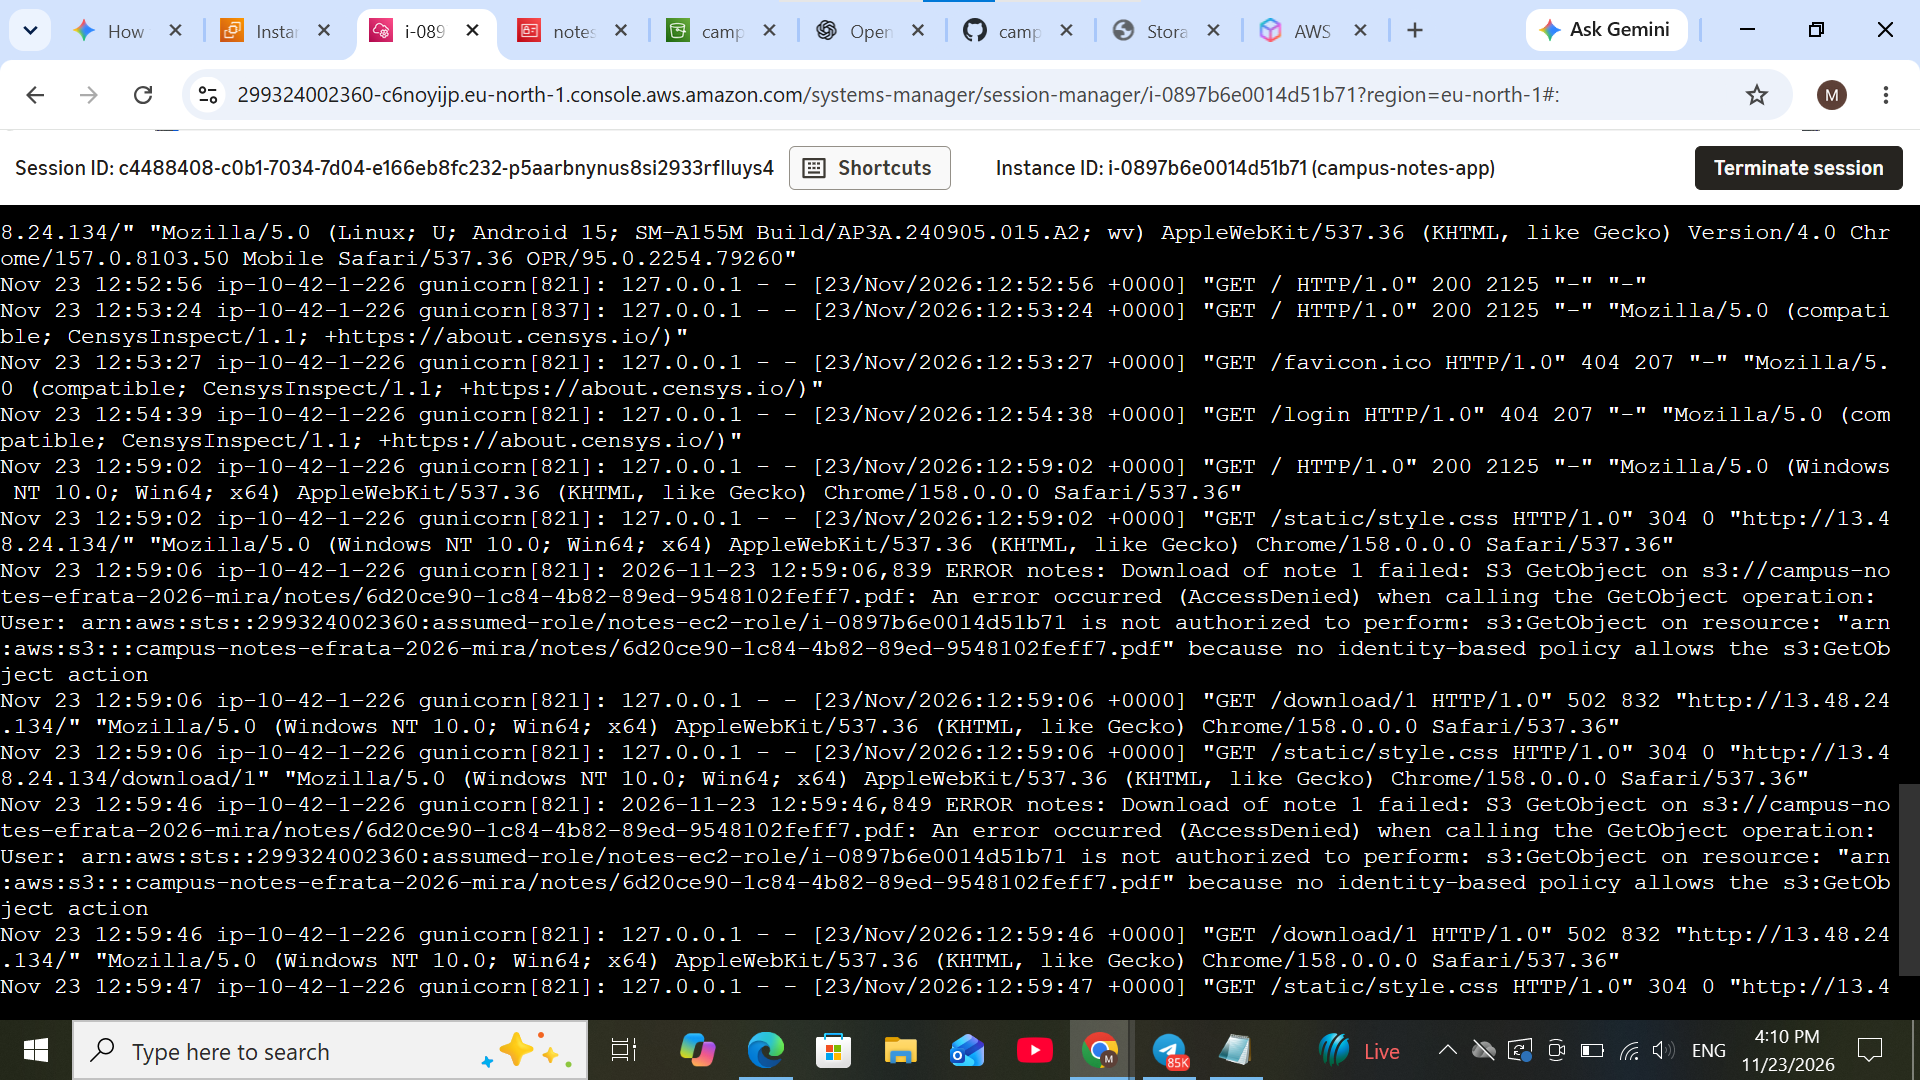 How
Instar
i-089
notes
camp
Open
camp
Stora
AWS
Ask Gemini
299324002360-c6noyijp.eu-north-1.console.aws.amazon.com/systems-manager/session-manager/i-0897b6e0014d51b71?region=eu-north-1#:
M
Session ID: c4488408-c0b1-7034-7d04-e166eb8fc232-p5aarbnynus8si2933rflluys4
Shortcuts
Instance ID: i-0897b6e0014d51b71 (campus-notes-app)
Terminate session
8.24.134/" "Mozilla/5.0 (Linux; U; Android 15; SM-A155M Build/AP3A.240905.015.A2; wv) AppleWebKit/537.36 (KHTML, like Gecko) Version/4.0 Chr
ome/157.0.8103.50 Mobile Safari/537.36 OPR/95.0.2254.79260"
Nov 23 12:52:56 ip-10-42-1-226 gunicorn[821]: 127.0.0.1 - - [23/Nov/2026:12:52:56 +0000] "GET / HTTP/1.0" 200 2125 "-" "-"
Nov 23 12:53:24 ip-10-42-1-226 gunicorn[837]: 127.0.0.1 - - [23/Nov/2026:12:53:24 +0000] "GET / HTTP/1.0" 200 2125 "-" "Mozilla/5.0 (compati
ble; CensysInspect/1.1; +https://about.censys.io/)"
Nov 23 12:53:27 ip-10-42-1-226 gunicorn[821]: 127.0.0.1 - - [23/Nov/2026:12:53:27 +0000] "GET /favicon.ico HTTP/1.0" 404 207 "-" "Mozilla/5.
0 (compatible; CensysInspect/1.1; +https://about.censys.io/)"
Nov 23 12:54:39 ip-10-42-1-226 gunicorn[821]: 127.0.0.1 - - [23/Nov/2026:12:54:38 +0000] "GET /login HTTP/1.0" 404 207 "-" "Mozilla/5.0 (com
patible; CensysInspect/1.1; +https://about.censys.io/)"
Nov 23 12:59:02 ip-10-42-1-226 gunicorn[821]: 127.0.0.1 - - [23/Nov/2026:12:59:02 +0000] "GET / HTTP/1.0" 200 2125 "-" "Mozilla/5.0 (Windows
 NT 10.0; Win64; x64) AppleWebKit/537.36 (KHTML, like Gecko) Chrome/158.0.0.0 Safari/537.36"
Nov 23 12:59:02 ip-10-42-1-226 gunicorn[821]: 127.0.0.1 - - [23/Nov/2026:12:59:02 +0000] "GET /static/style.css HTTP/1.0" 304 0 "http://13.4
8.24.134/" "Mozilla/5.0 (Windows NT 10.0; Win64; x64) AppleWebKit/537.36 (KHTML, like Gecko) Chrome/158.0.0.0 Safari/537.36"
Nov 23 12:59:06 ip-10-42-1-226 gunicorn[821]: 2026-11-23 12:59:06,839 ERROR notes: Download of note 1 failed: S3 GetObject on s3://campus-no
tes-efrata-2026-mira/notes/6d20ce90-1c84-4b82-89ed-9548102feff7.pdf: An error occurred (AccessDenied) when calling the GetObject operation:
User: arn:aws:sts::299324002360:assumed-role/notes-ec2-role/i-0897b6e0014d51b71 is not authorized to perform: s3:GetObject on resource: "arn
:aws:s3:::campus-notes-efrata-2026-mira/notes/6d20ce90-1c84-4b82-89ed-9548102feff7.pdf" because no identity-based policy allows the s3:GetOb
ject action
Nov 23 12:59:06 ip-10-42-1-226 gunicorn[821]: 127.0.0.1 - - [23/Nov/2026:12:59:06 +0000] "GET /download/1 HTTP/1.0" 502 832 "http://13.48.24
.134/" "Mozilla/5.0 (Windows NT 10.0; Win64; x64) AppleWebKit/537.36 (KHTML, like Gecko) Chrome/158.0.0.0 Safari/537.36"
Nov 23 12:59:06 ip-10-42-1-226 gunicorn[821]: 127.0.0.1 - - [23/Nov/2026:12:59:06 +0000] "GET /static/style.css HTTP/1.0" 304 0 "http://13.4
8.24.134/download/1" "Mozilla/5.0 (Windows NT 10.0; Win64; x64) AppleWebKit/537.36 (KHTML, like Gecko) Chrome/158.0.0.0 Safari/537.36"
Nov 23 12:59:46 ip-10-42-1-226 gunicorn[821]: 2026-11-23 12:59:46,849 ERROR notes: Download of note 1 failed: S3 GetObject on s3://campus-no
tes-efrata-2026-mira/notes/6d20ce90-1c84-4b82-89ed-9548102feff7.pdf: An error occurred (AccessDenied) when calling the GetObject operation:
User: arn:aws:sts::299324002360:assumed-role/notes-ec2-role/i-0897b6e0014d51b71 is not authorized to perform: s3:GetObject on resource: "arn
:aws:s3:::campus-notes-efrata-2026-mira/notes/6d20ce90-1c84-4b82-89ed-9548102feff7.pdf" because no identity-based policy allows the s3:GetOb
ject action
Nov 23 12:59:46 ip-10-42-1-226 gunicorn[821]: 127.0.0.1 - - [23/Nov/2026:12:59:46 +0000] "GET /download/1 HTTP/1.0" 502 832 "http://13.48.24
.134/" "Mozilla/5.0 (Windows NT 10.0; Win64; x64) AppleWebKit/537.36 (KHTML, like Gecko) Chrome/158.0.0.0 Safari/537.36"
Nov 23 12:59:47 ip-10-42-1-226 gunicorn[821]: 127.0.0.1 - - [23/Nov/2026:12:59:47 +0000] "GET /static/style.css HTTP/1.0" 304 0 "http://13.4
Type here to search
M
85K
Live
ENG
4:10 PM
11/23/2026